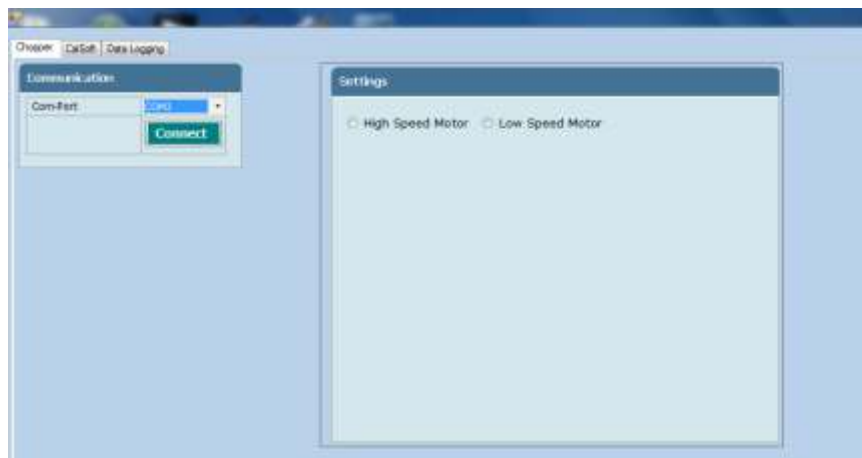 Chopper CalSoft Data Logging
Communication
Com-Port
Connect
Settings
High Speed Motor Low Speed Motor